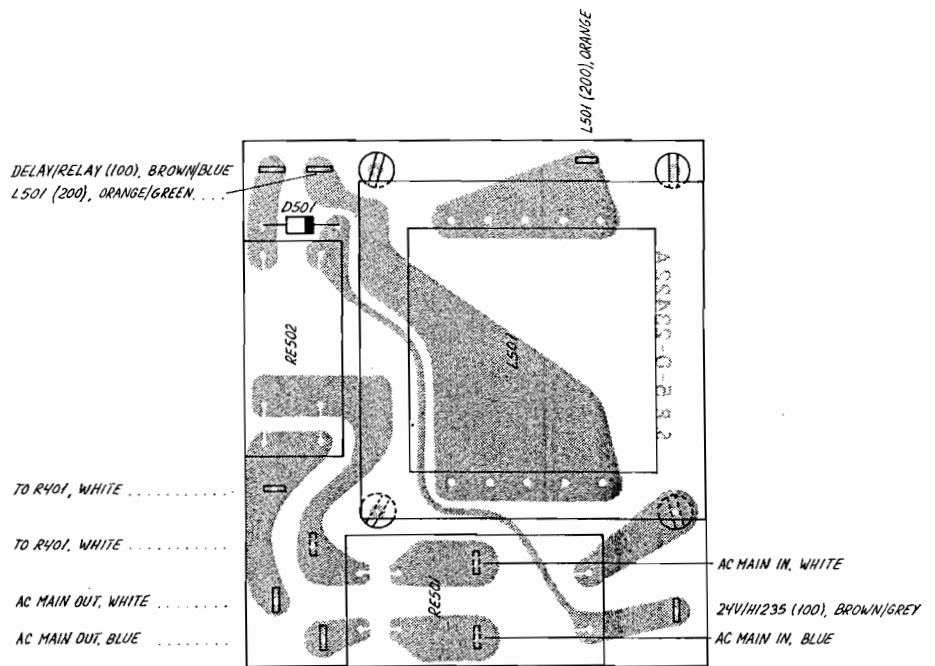 L501 (200), ORANGE
DELAY/RELAY (100), BROWN/BLUE
L501 (200), ORANGE/GREEN....
D501
RE502
L501
TO R401, WHITE ..........
TO R401, WHITE ..........
AC MAIN OUT, WHITE ........
AC MAIN OUT, BLUE ........
RE501
AC MAIN IN, WHITE
24V/H1235 (100), BROWN/GREY
AC MAIN IN, BLUE